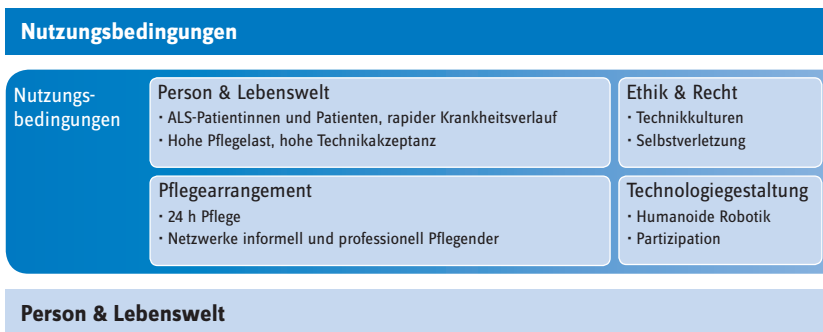 Nutzungsbedingungen
Nutzungs-
bedingungen
Person & Lebenswelt
· ALS-Patientinnen und Patienten, rapider Krankheitsverlauf
· Hohe Pflegelast, hohe Technikakzeptanz
Ethik & Recht
· Technikkulturen
· Selbstverletzung
Pflegearrangement
· 24 h Pflege
· Netzwerke informell und professionell Pflegender
Technologiegestaltung
· Humanoide Robotik
· Partizipation
Person & Lebenswelt